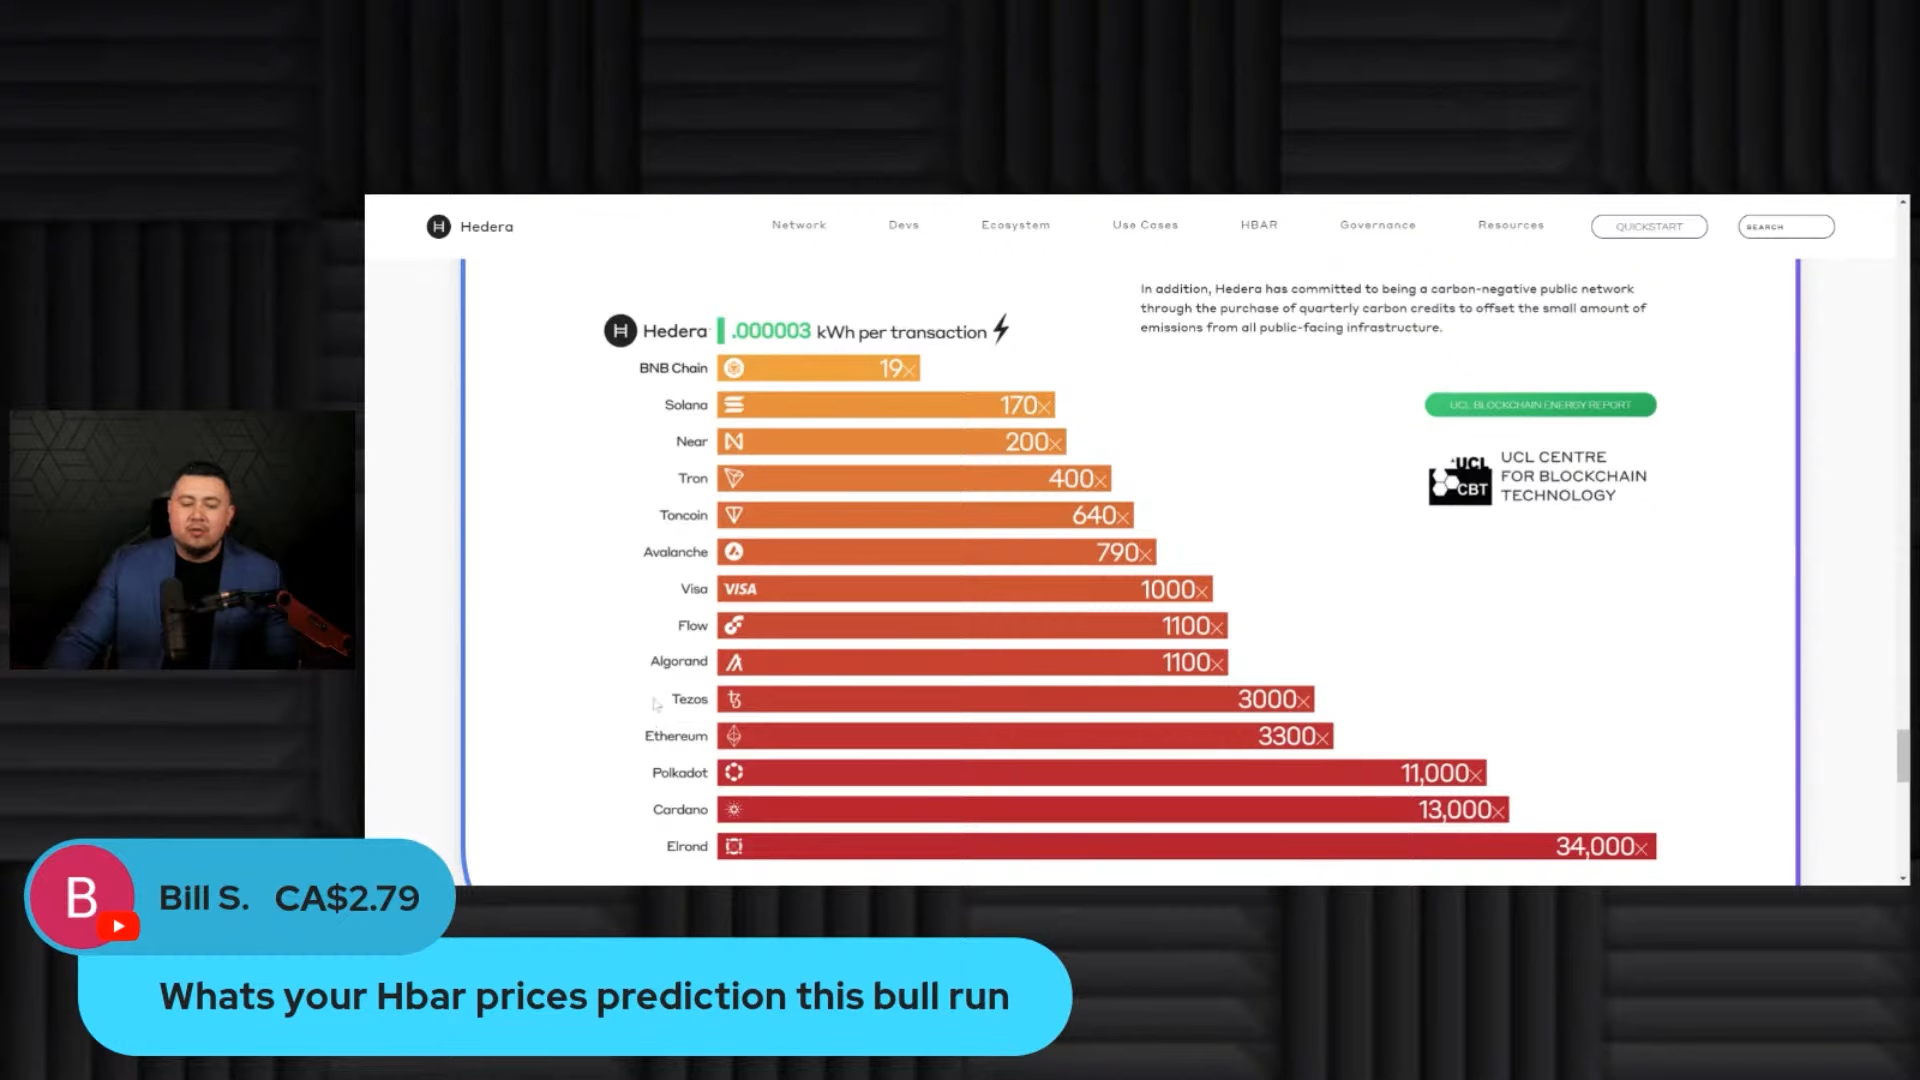 Hedera
Network Devs Ecosystem Use Cases HBAR Governance Resources QUICKSTART SEARCH
In addition, Hedera has committed to being a carbon-negative public network
through the purchase of quarterly carbon credits to offset the small amount of
emissions from all public-facing infrastructure.
Hedera .000003 kWh per transaction
BNB Chain 19x
Solana 170x
Near 200x
Tron 400x
Toncoin 640x
Avalanche 790x
Visa VISA 1000x
Flow 1100x
Algorand 1100x
Tezos 3000x
Ethereum 3300x
Polkadot 11,000x
Cardano 13,000x
Elrond 34,000x
UCL BLOCKCHAIN ENERGY REPORT
UCL CBT
UCL CENTRE
FOR BLOCKCHAIN
TECHNOLOGY
B
Bill S. CA$2.79
Whats your Hbar prices prediction this bull run